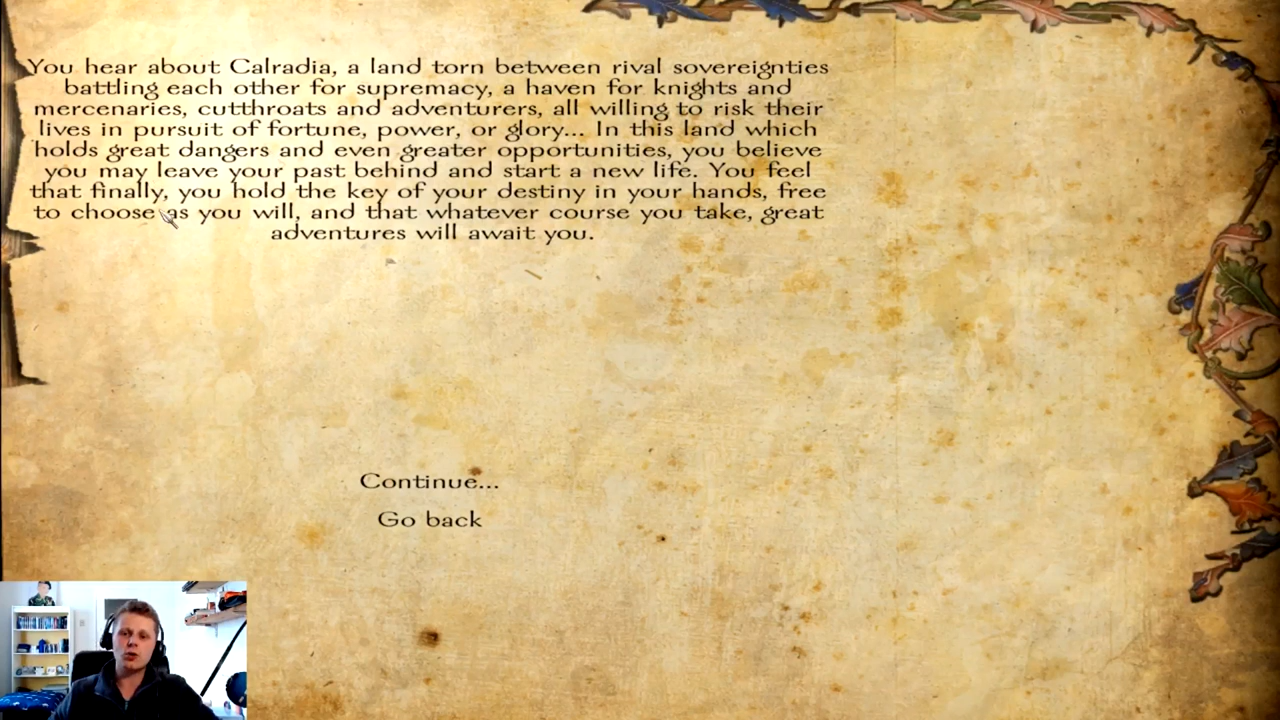 You hear about Calradia, a land torn between rival sovereignties
battling each other for supremacy, a haven for knights and
mercenaries, cutthroats and adventurers, all willing to risk their
lives in pursuit of fortune, power, or glory... In this land which
holds great dangers and even greater opportunities, you believe
you may leave your past behind and start a new life. You feel
that finally, you hold the key of your destiny in your hands, free
to choose as you will, and that whatever course you take, great
adventures will await you.
Continue...
Go back